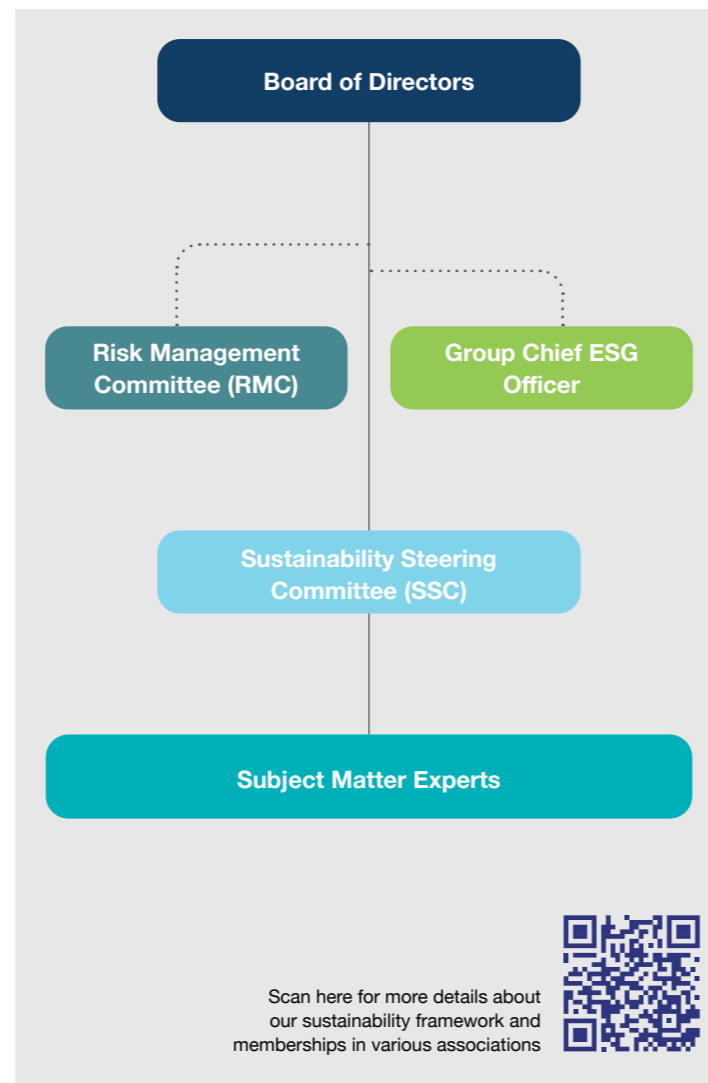 Board of Directors
Risk Management
Committee (RMC)
Group Chief ESG
Officer
Sustainability Steering
Committee (SSC)
Subject Matter Experts
Scan here for more details about
our sustainability framework and
memberships in various associations